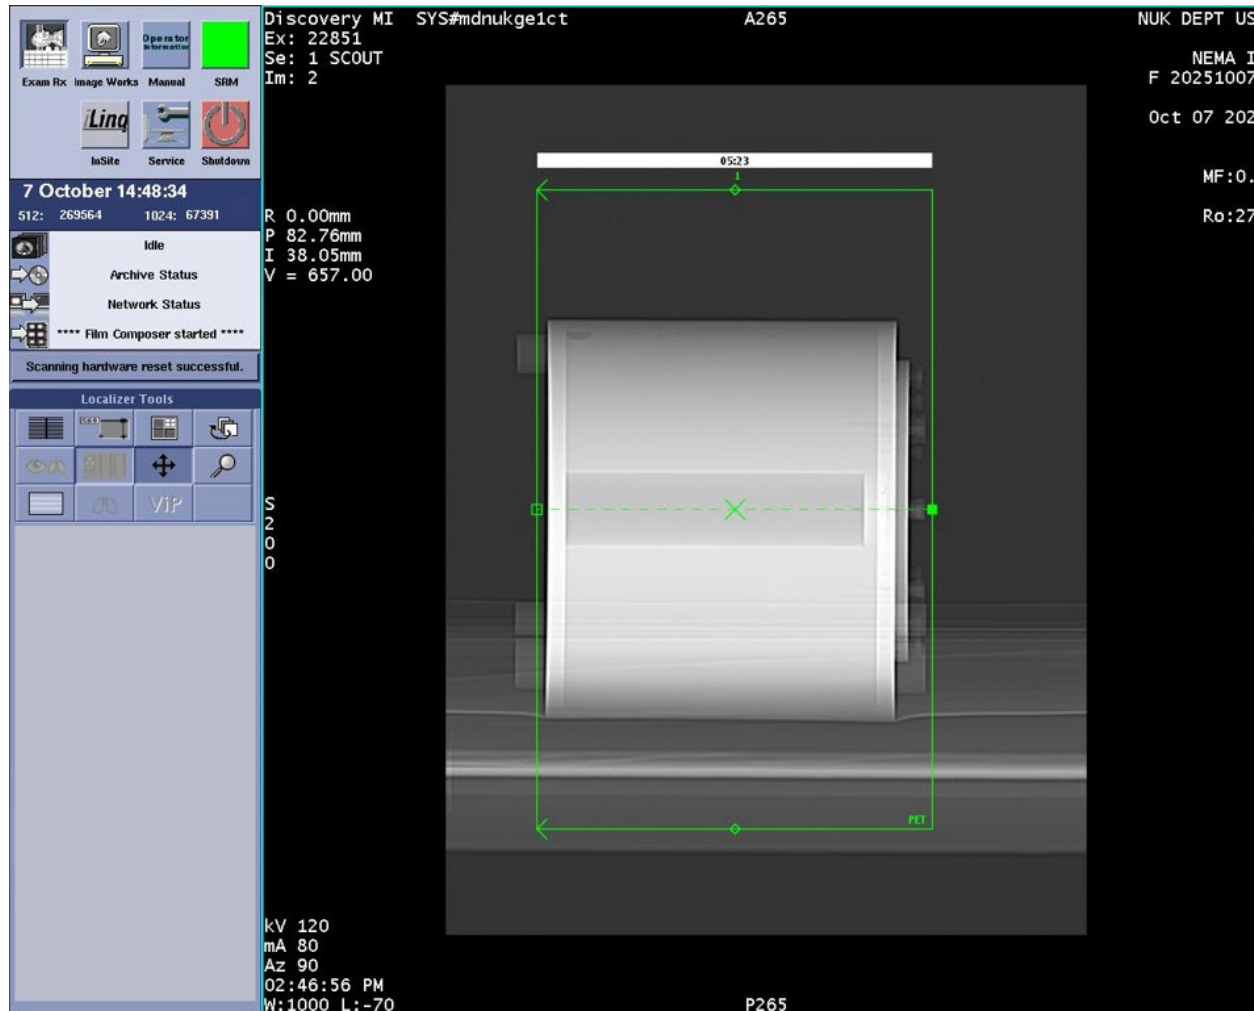 Operator
Information
Exam Rx Image Works Manual SRM
iLinq
InSite Service Shutdown
7 October 14:48:34
512: 269564 1024: 67391
Idle
Archive Status
Network Status
**** Film Composer started ****
Scanning hardware reset successful.
Localizer Tools
ViP
Discovery MI SYS#mdnukge1ct
Ex: 22851
Se: 1 SCOUT
Im: 2
A265
NUK DEPT US
NEMA I
F 20251007
Oct 07 202
MF:0.
Ro:27
R 0.00mm
P 82.76mm
I 38.05mm
V = 657.00
05:23
1
S
2
0
0
PET
kV 120
mA 80
Az 90
02:46:56 PM
W:1000 L:-70
P265